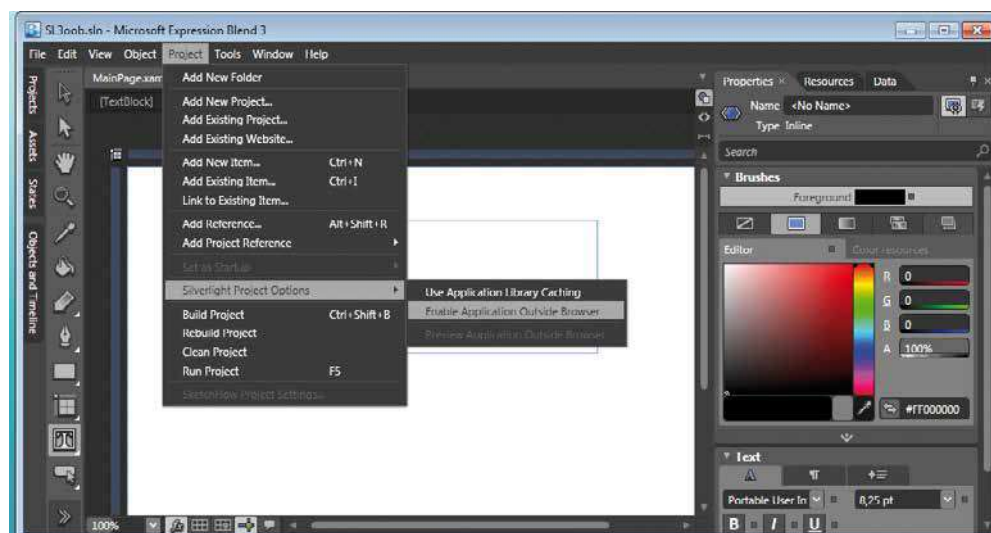 SL3oob.sln - Microsoft Expression Blend 3
File Edit View Object Project Tools Window Help
Projects
Assets
States
Objects and Timeline
MainPage.xam
[TextBlock]
Add New Folder
Add New Project...
Add Existing Project...
Add Existing Website...
Add New Item... Ctrl+N
Add Existing Item... Ctrl+I
Link to Existing Item...
Add Reference... Alt+Shift+R
Add Project Reference
Set as Startup
Silverlight Project Options
Build Project Ctrl+Shift+B
Rebuild Project
Clean Project
Run Project F5
SketchFlow Project Settings...
Use Application Library Caching
Enable Application Outside Browser
Preview Application Outside Browser
100%
Properties Resources Data
Name <No Name>
Type Inline
Search
Brushes
Foreground
Editor Color resources
R 0
G 0
B 0
A 100%
#FF000000
Text
Portable User In 8,25 pt
B I U